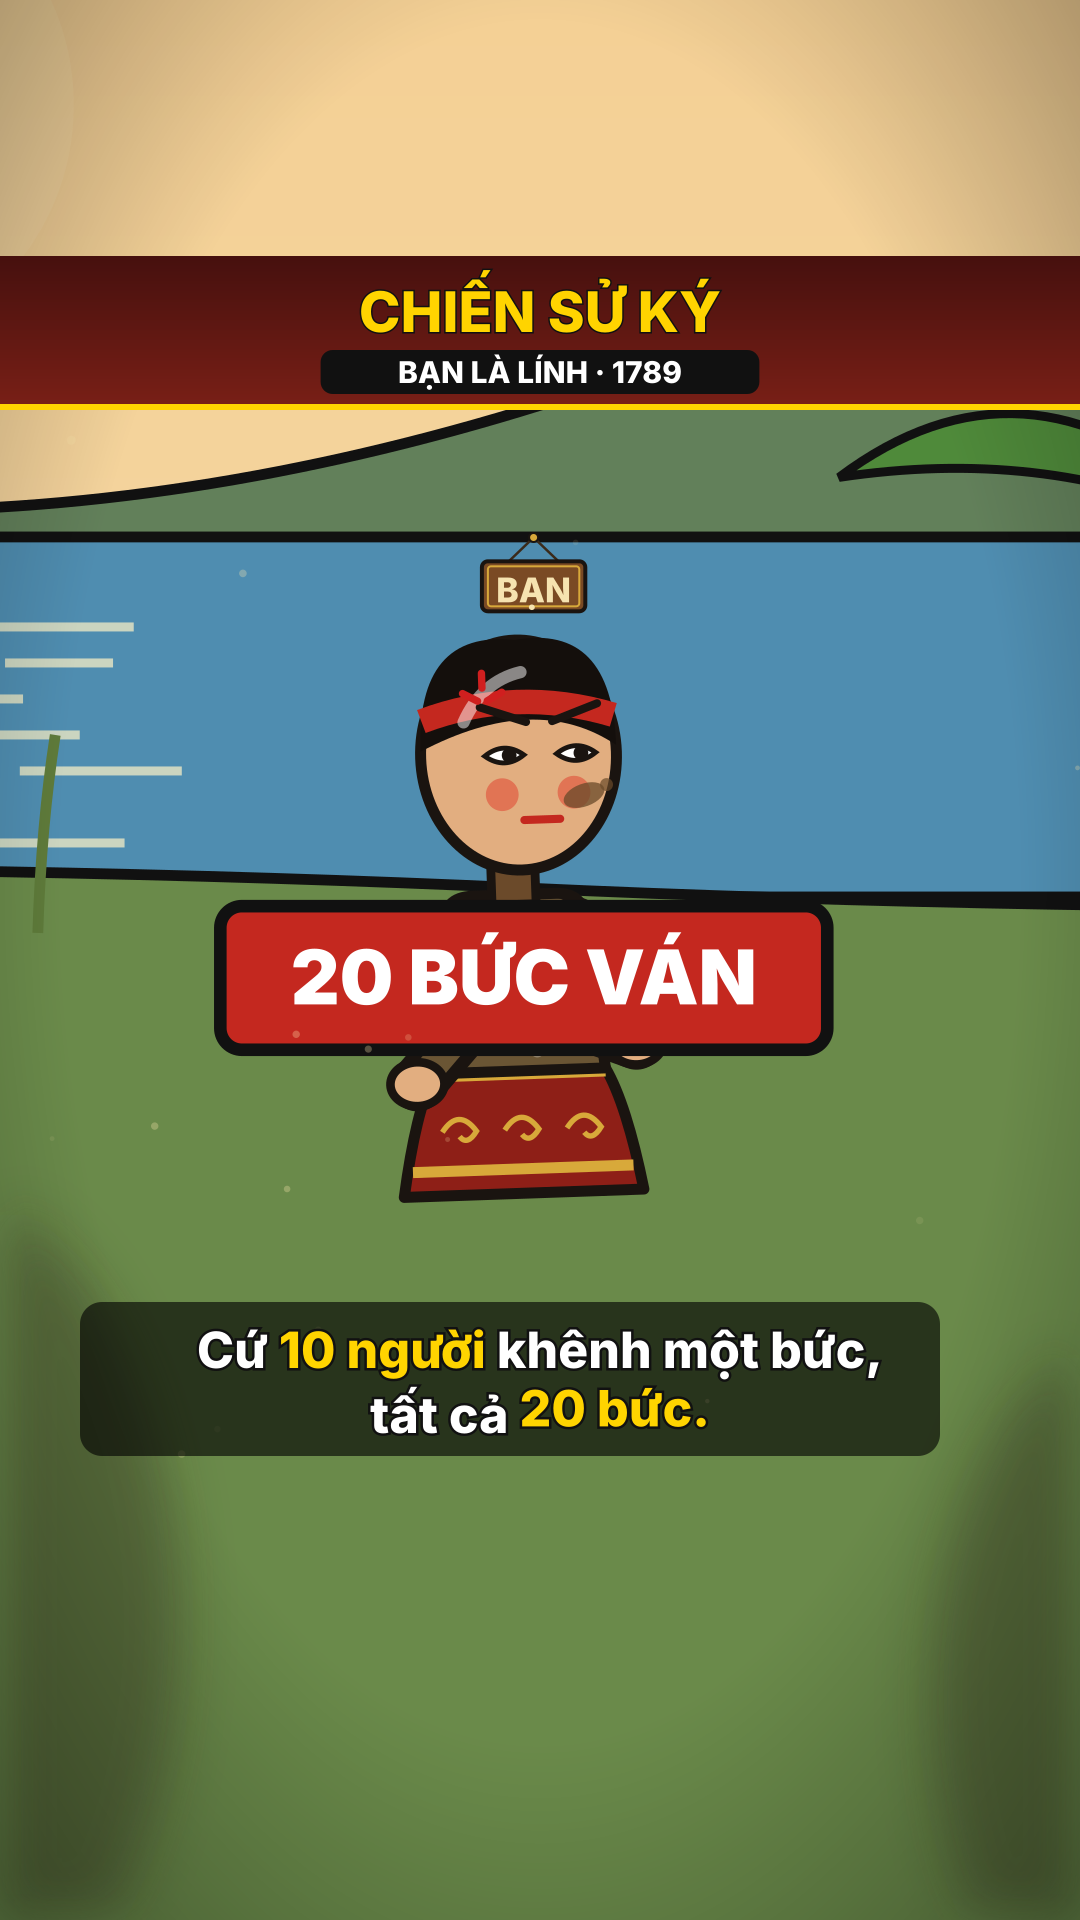 CHIẾN SỬ KÝ
BẠN LÀ LÍNH · 1789
BAN
20 BỨC VÁN
Cứ 10 người khênh một bức,
tất cả 20 bức.